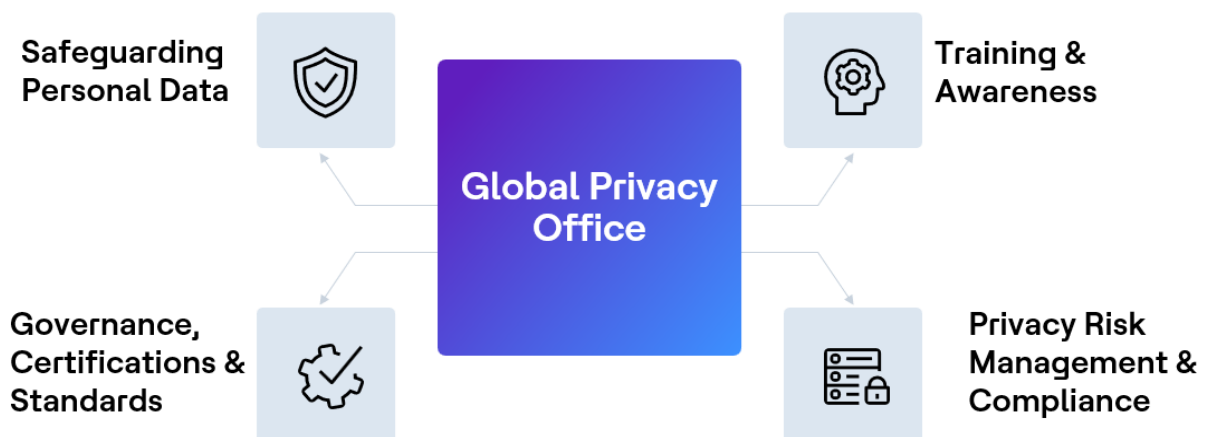 Safeguarding
Personal Data
Training &
Awareness
Global Privacy
Office
Governance,
Certifications &
Standards
Privacy Risk
Management &
Compliance